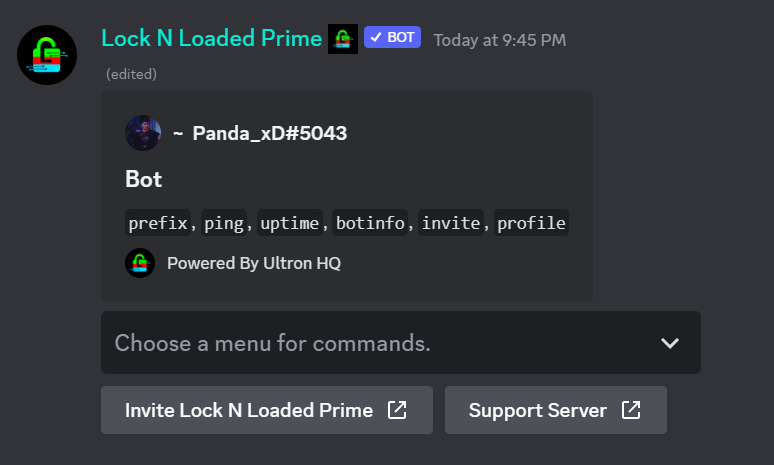 Lock N Loaded Prime BOT Today at 9:45 PM
(edited)
~ Panda_xD#5043
Bot
prefix, ping, uptime, botinfo, invite, profile
Powered By Ultron HQ
Choose a menu for commands.
Invite Lock N Loaded Prime Support Server